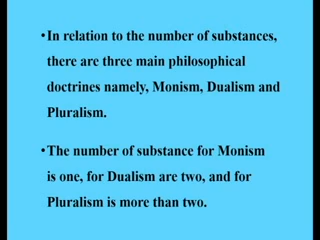 •In relation to the number of substances,
there are three main philosophical
doctrines namely, Monism, Dualism and
Pluralism.
•The number of substance for Monism
is one, for Dualism are two, and for
Pluralism is more than two.